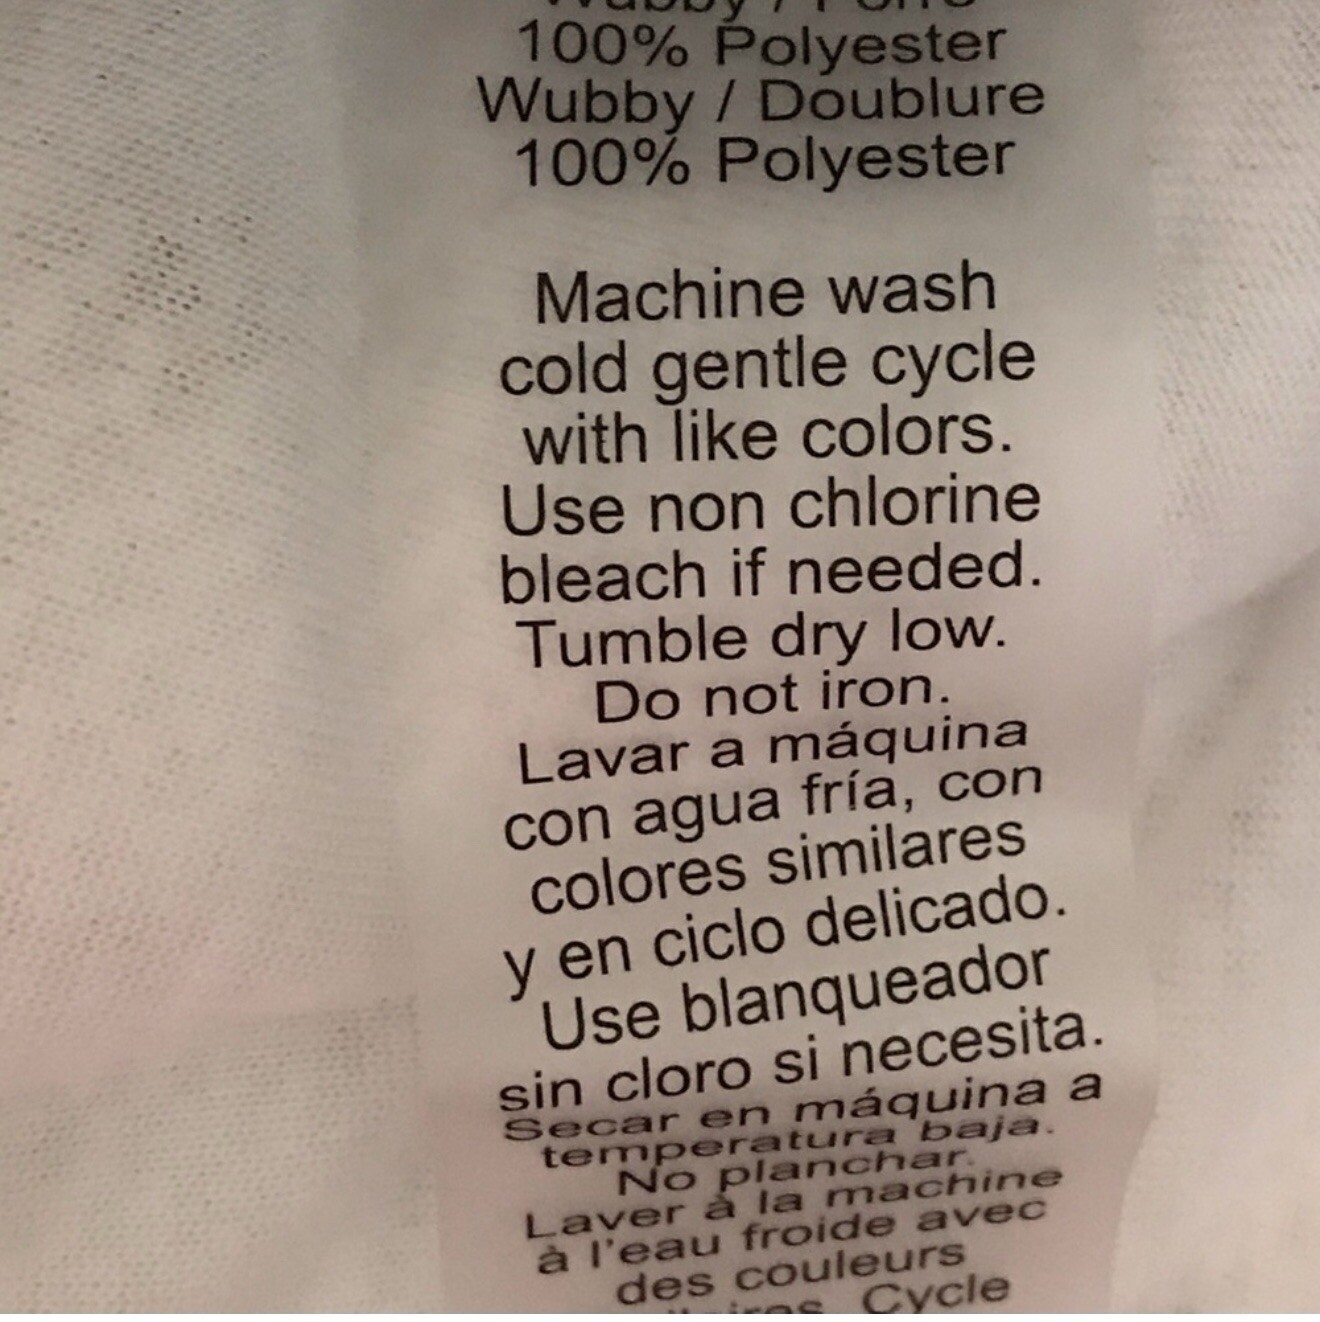 Wubby / Forro
100% Polyester
Wubby / Doublure
100% Polyester
Machine wash
cold gentle cycle
with like colors.
Use non chlorine
bleach if needed.
Tumble dry low.
Do not iron.
Lavar a máquina
con agua fría, con
colores similares
y en ciclo delicado.
Use blanqueador
sin cloro si necesita.
Secar en máquina a
temperatura baja.
No planchar.
Laver à la machine
à l'eau froide avec
des couleurs
Cycle